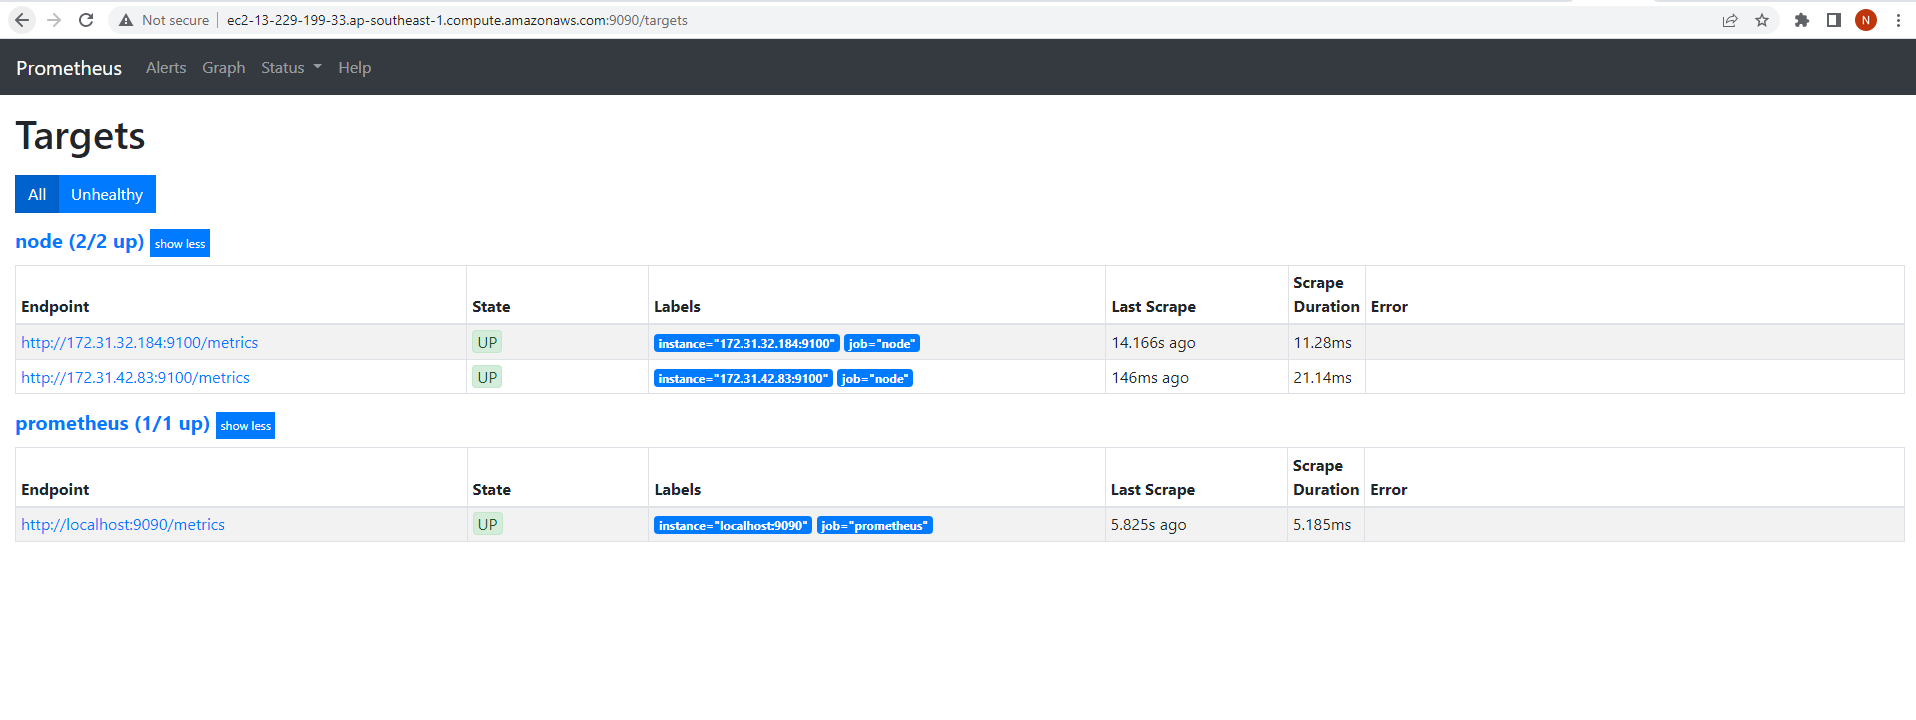 Not secure ec2-13-229-199-33.ap-southeast-1.compute.amazonaws.com:9090/targets N
Prometheus Alerts Graph Status Help
Targets
All Unhealthy
node (2/2 up) show less
Endpoint State Labels Last Scrape Scrape Duration Error
http://172.31.32.184:9100/metrics UP instance="172.31.32.184:9100" job="node" 14.166s ago 11.28ms
http://172.31.42.83:9100/metrics UP instance="172.31.42.83:9100" job="node" 146ms ago 21.14ms
prometheus (1/1 up) show less
Endpoint State Labels Last Scrape Scrape Duration Error
http://localhost:9090/metrics UP instance="localhost:9090" job="prometheus" 5.825s ago 5.185ms